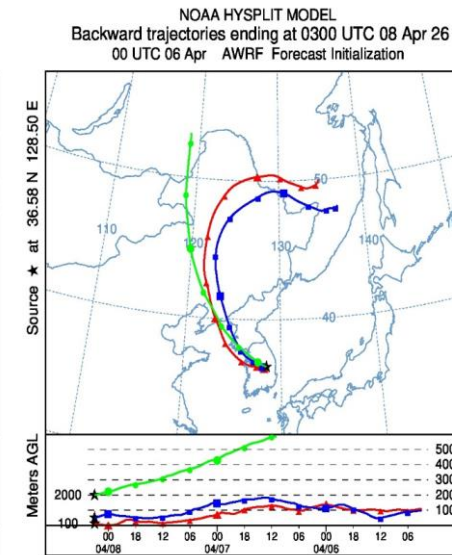 NOAA HYSPLIT MODEL
Backward trajectories ending at 0300 UTC 08 Apr 26
00 UTC 06 Apr AWRF Forecast Initialization
Source ★ at 36.58 N 128.50 E
50
110
120
130
140
40
Meters AGL
500
400
300
2000
200
100
100
00 18 12 06 00 18 12 06 00 18 12 06
04/08 04/07 04/06